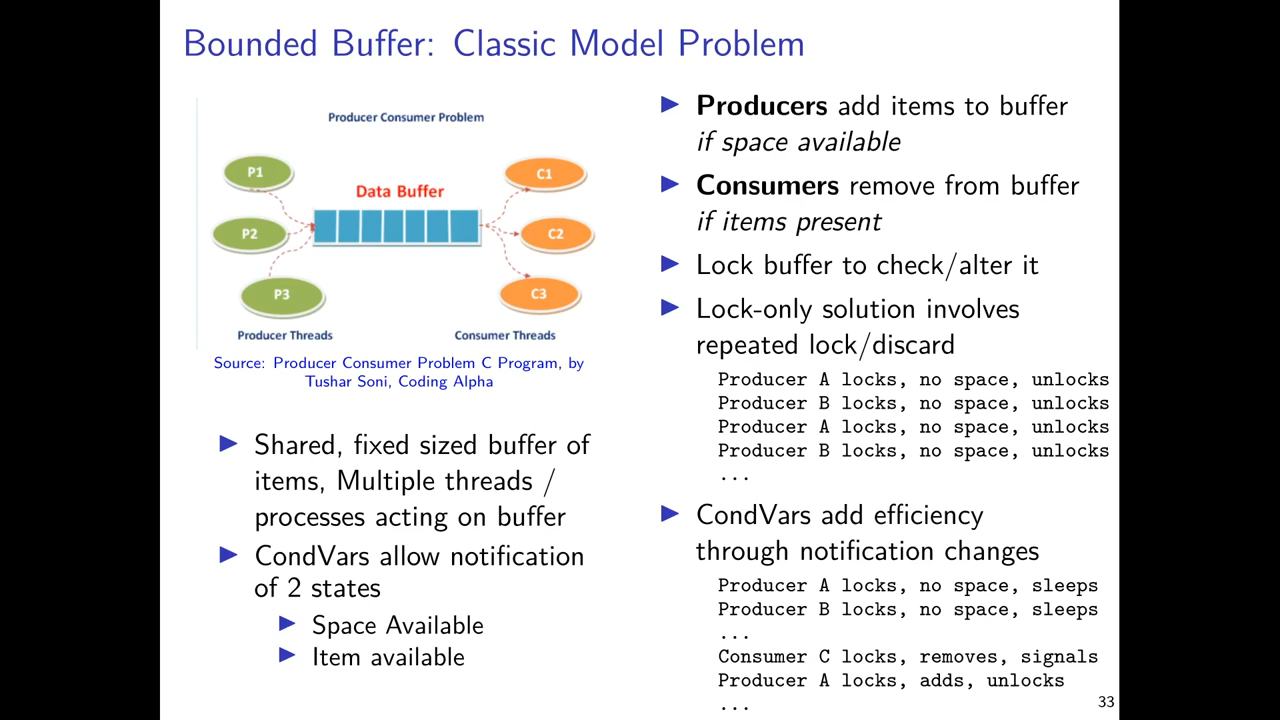 Bounded Buffer: Classic Model Problem
Producer Consumer Problem
P1
P2
P3
Data Buffer
C1
C2
C3
Producer Threads
Consumer Threads
Source: Producer Consumer Problem C Program, by
Tushar Soni, Coding Alpha
▶ Shared, fixed sized buffer of
items, Multiple threads /
processes acting on buffer
▶ CondVars allow notification
of 2 states
▶ Space Available
▶ Item available
▶ Producers add items to buffer
if space available
▶ Consumers remove from buffer
if items present
▶ Lock buffer to check/alter it
▶ Lock-only solution involves
repeated lock/discard
Producer A locks, no space, unlocks
Producer B locks, no space, unlocks
Producer A locks, no space, unlocks
Producer B locks, no space, unlocks
...
▶ CondVars add efficiency
through notification changes
Producer A locks, no space, sleeps
Producer B locks, no space, sleeps
...
Consumer C locks, removes, signals
Producer A locks, adds, unlocks
...
33